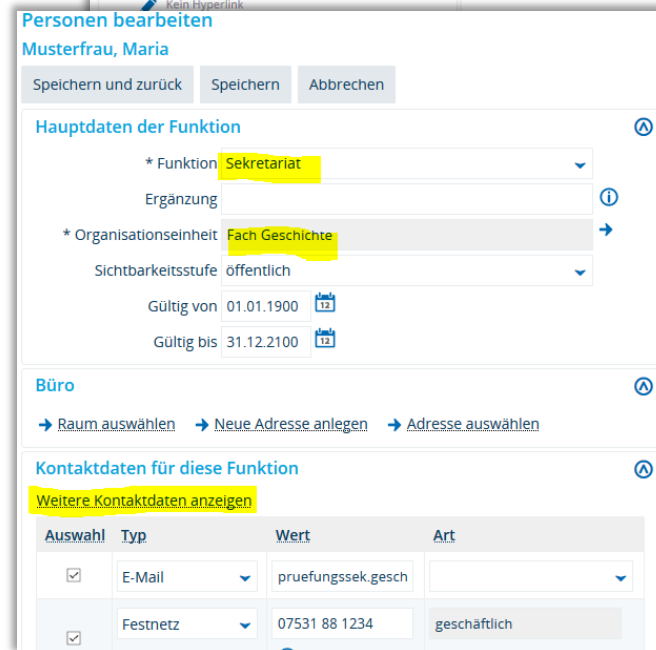 Kein Hyperlink
Personen bearbeiten
Musterfrau, Maria
Speichern und zurück Speichern Abbrechen
Hauptdaten der Funktion
* Funktion Sekretariat
Ergänzung
* Organisationseinheit Fach Geschichte
Sichtbarkeitsstufe öffentlich
Gültig von 01.01.1900 12
Gültig bis 31.12.2100 12
Büro
Raum auswählen Neue Adresse anlegen Adresse auswählen
Kontaktdaten für diese Funktion
Weitere Kontaktdaten anzeigen
Auswahl Typ Wert Art
E-Mail pruefungssek.gesch
Festnetz 07531 88 1234 geschäftlich